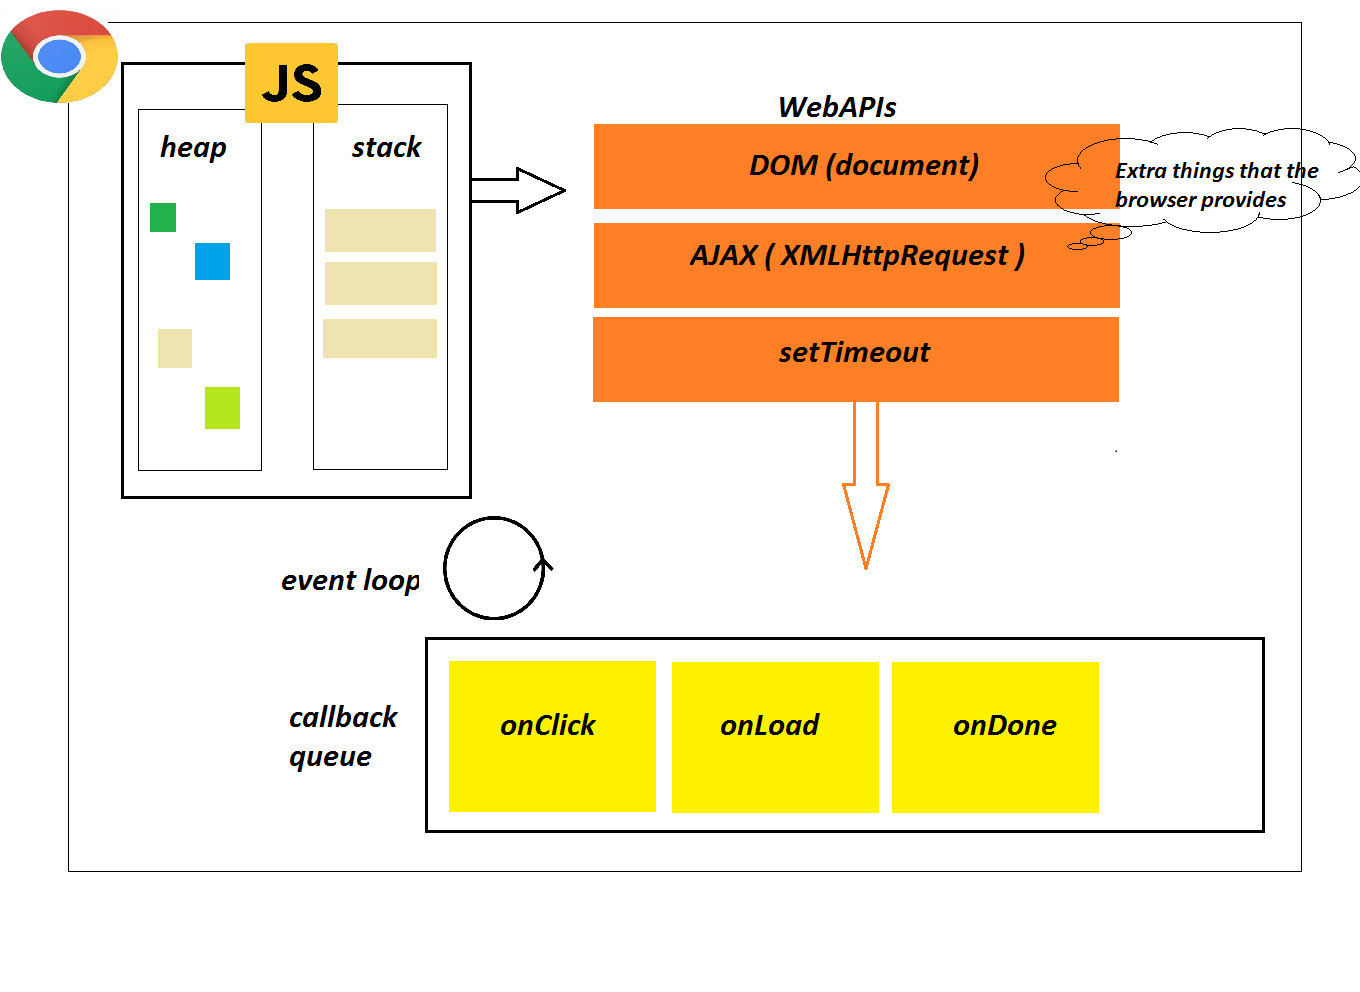 JS
heap
stack
WebAPIs
DOM (document)
Extra things that the
browser provides
AJAX ( XMLHttpRequest )
setTimeout
event loop
callback
queue
onClick
onLoad
onDone